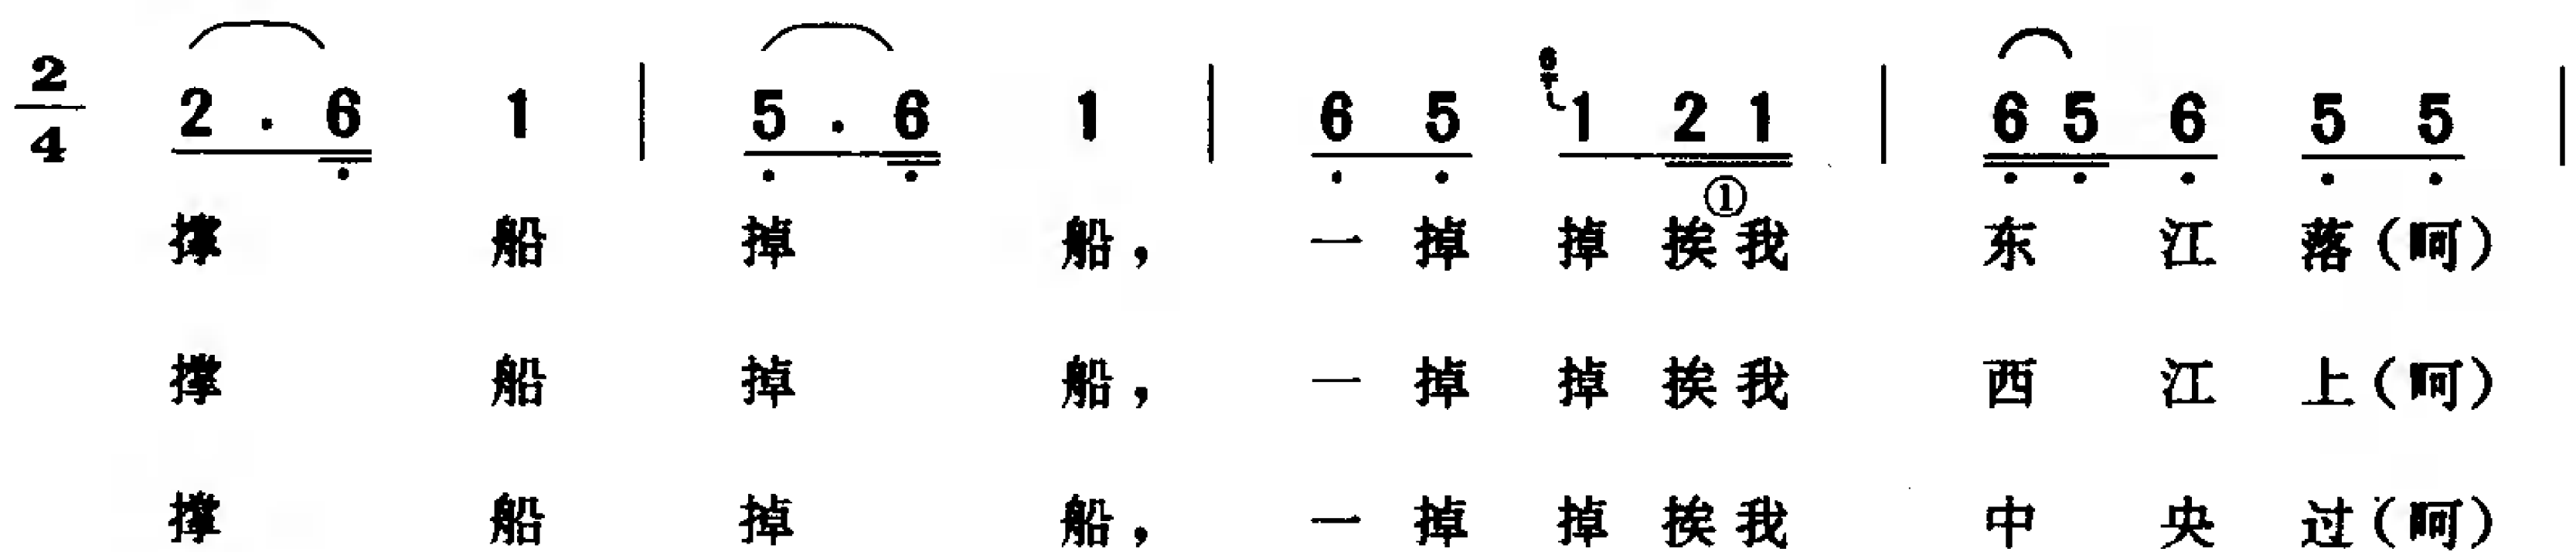 2/4 2 . 6 1 | 5 . 6 1 | 6 5 6 1 2 1 | 6 5 6 5 5 |
①
撑 船 掉 船， 一 掉 掉 挨 我 东 江 落（呵）
撑 船 掉 船， 一 掉 掉 挨 我 西 江 上（呵）
撑 船 掉 船， 一 掉 掉 挨 我 中 央 过（呵）